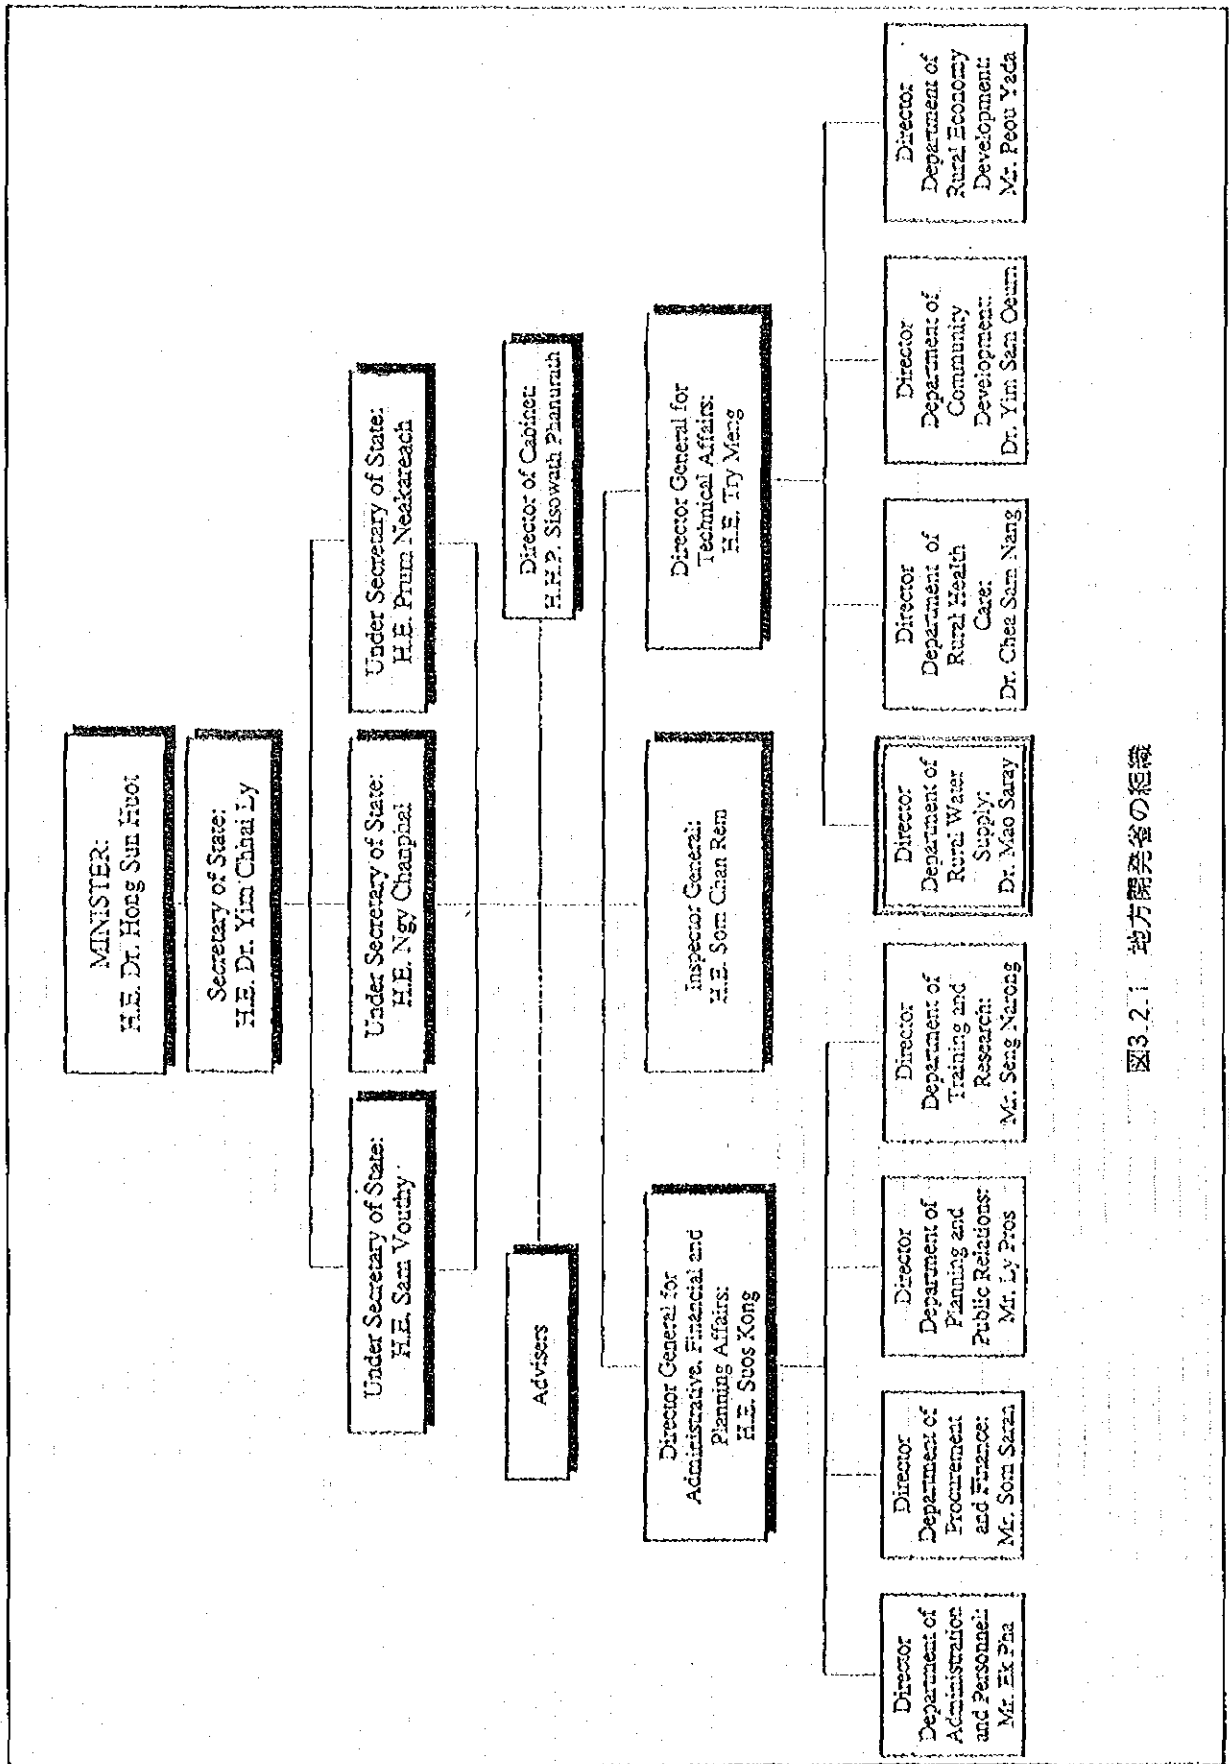 MINISTER:
H.E. Dr. Hong Sun Huot
Secretary of State:
H.E. Dr. Yim Chhai Ly
Under Secretary of State:
H.E. Sam Vouthy
Under Secretary of State:
H.E. Ngy Chanphal
Under Secretary of State:
H.E. Prum Neakareach
Advisers
Director of Cabinet:
H.H.P. Sisowath Phanurath
Director General for
Administrative, Financial and
Planning Affairs:
H.E. Suos Kong
Inspector General:
H.E. Som Chan Rem
Director General for
Technical Affairs:
H.E. Try Meng
Director
Department of
Administration
and Personnel:
Mr. Ek Pha
Director
Department of
Procurement
and Finance:
Mr. Som Saran
Director
Department of
Planning and
Public Relations:
Mr. Ly Pros
Director
Department of
Training and
Research:
Mr. Seng Narong
Director
Department of
Rural Water
Supply:
Dr. Mao Saray
Director
Department of
Rural Health
Care:
Dr. Chea Sam Nang
Director
Department of
Community
Development:
Dr. Yim Sam Oeurn
Director
Department of
Rural Economy
Development:
Mr. Peou Yada
図3.2.1 地方開発省の組織